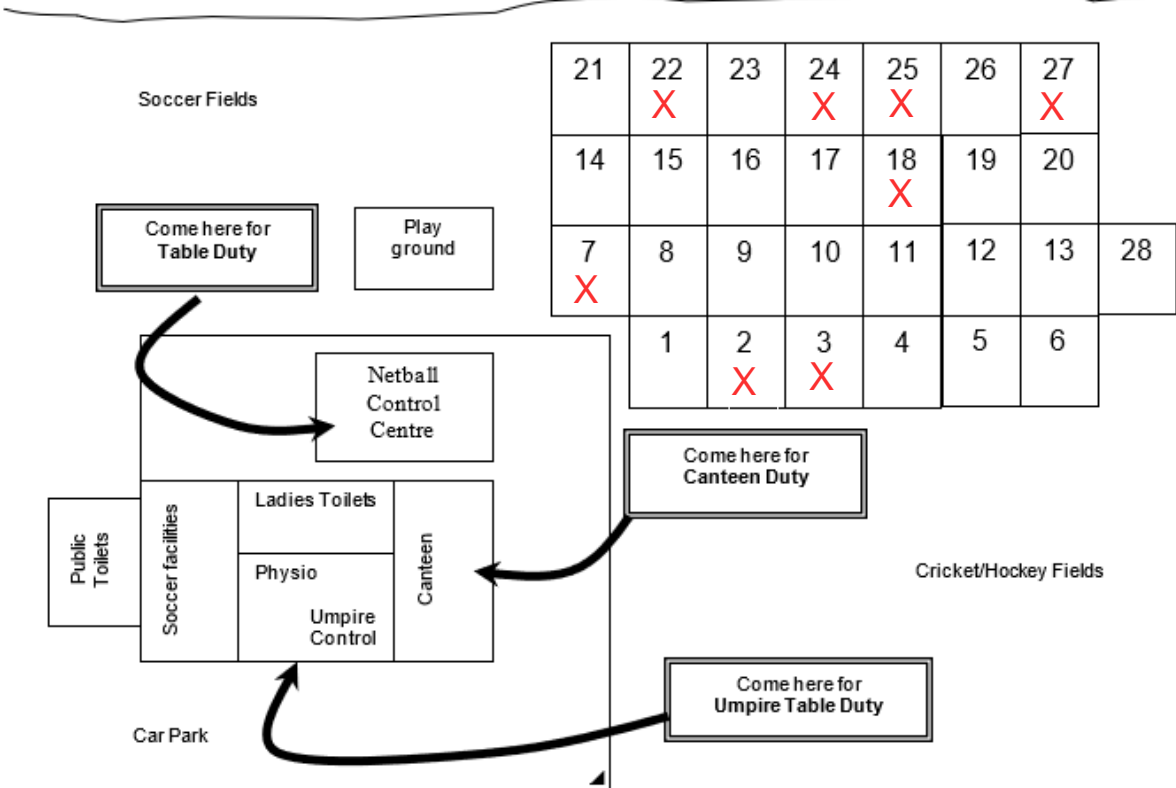 Soccer Fields
21 22 23 24 25 26 27
X X X X
14 15 16 17 18 19 20
X
7 8 9 10 11 12 13 28
X
1 2 3 4 5 6
X X
Come here for
Table Duty
Play
ground
Netball
Control
Centre
Come here for
Canteen Duty
Public
Toilets
Soccer facilities
Ladies Toilets
Physio
Umpire
Control
Canteen
Cricket/Hockey Fields
Come here for
Umpire Table Duty
Car Park